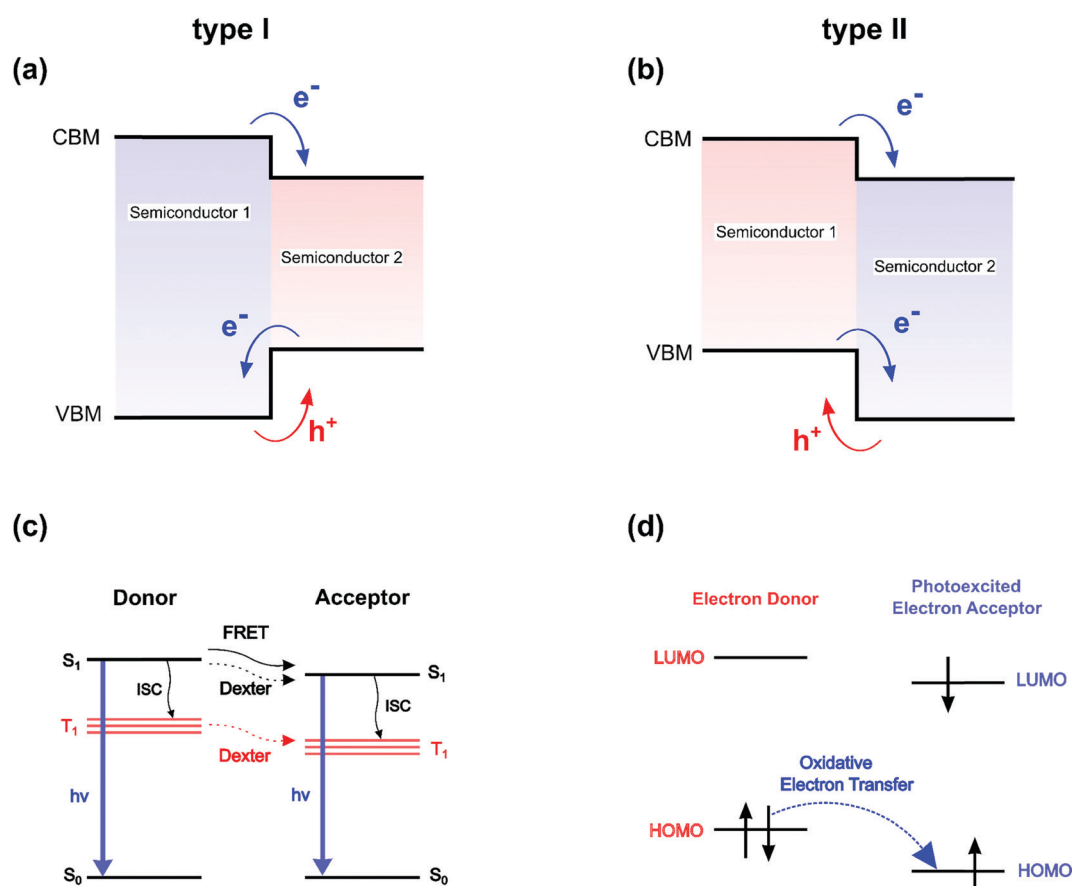 type I
type II
(a)
(b)
e⁻
e⁻
CBM
CBM
Semiconductor 1
Semiconductor 2
Semiconductor 1
Semiconductor 2
e⁻
e⁻
VBM
VBM
h⁺
h⁺
(c)
(d)
Donor
Acceptor
FRET
S₁
S₁
Dexter
ISC
ISC
T₁
T₁
Dexter
hv
hv
S₀
S₀
Electron Donor
Photoexcited
Electron Acceptor
LUMO
LUMO
Oxidative
Electron Transfer
HOMO
HOMO